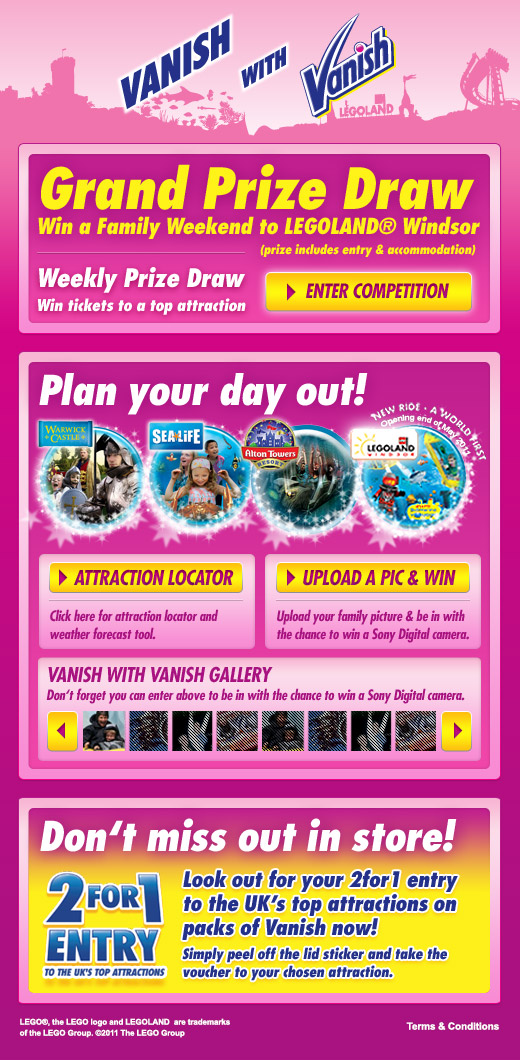 VANISH WITH Vanish
LEGOLAND
Grand Prize Draw
Win a Family Weekend to LEGOLAND® Windsor
(prize includes entry & accommodation)
Weekly Prize Draw
Win tickets to a top attraction
ENTER COMPETITION
Plan your day out!
WARWICK
CASTLE
SEA LIFE
Alton Towers
RESORT
NEW RIDE · A WORLD FIRST
Opening end of May 2011
LEGOLAND
WINDSOR
ATTRACTION LOCATOR
Click here for attraction locator and
weather forecast tool.
UPLOAD A PIC & WIN
Upload your family picture & be in with
the chance to win a Sony Digital camera.
VANISH WITH VANISH GALLERY
Don't forget you can enter above to be in with the chance to win a Sony Digital camera.
Don't miss out in store!
2 FOR 1
ENTRY
TO THE UK'S TOP ATTRACTIONS
Look out for your 2for1 entry
to the UK's top attractions on
packs of Vanish now!
Simply peel off the lid sticker and take the
voucher to your chosen attraction.
LEGO®, the LEGO logo and LEGOLAND are trademarks
of the LEGO Group. ©2011 The LEGO Group
Terms & Conditions